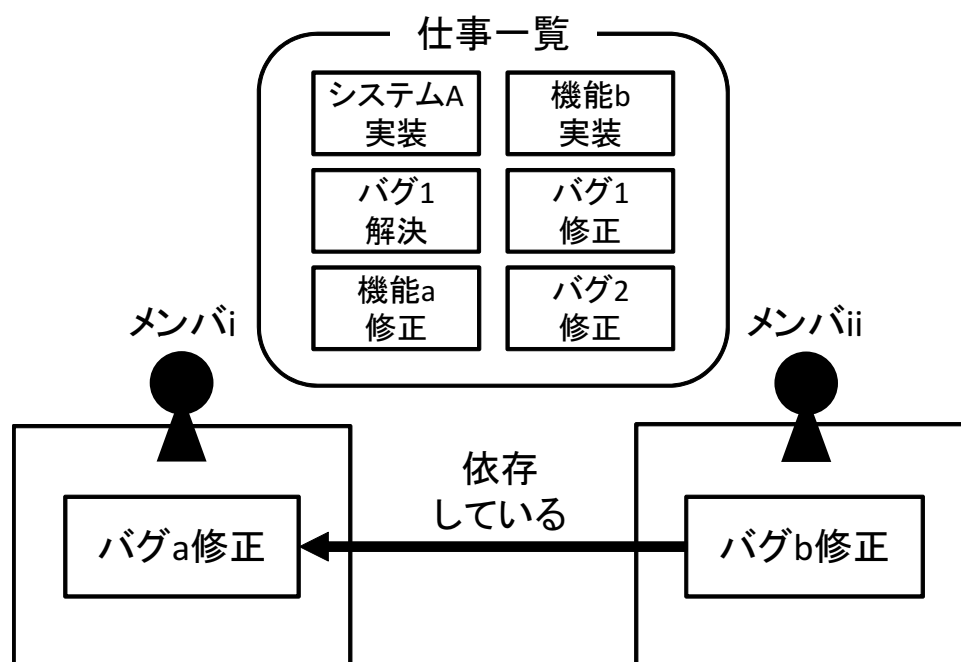 仕事一覧
システムA
実装
機能b
実装
バグ1
解決
バグ1
修正
機能a
修正
バグ2
修正
メンバi
メンバii
依存
している
バグa修正
バグb修正